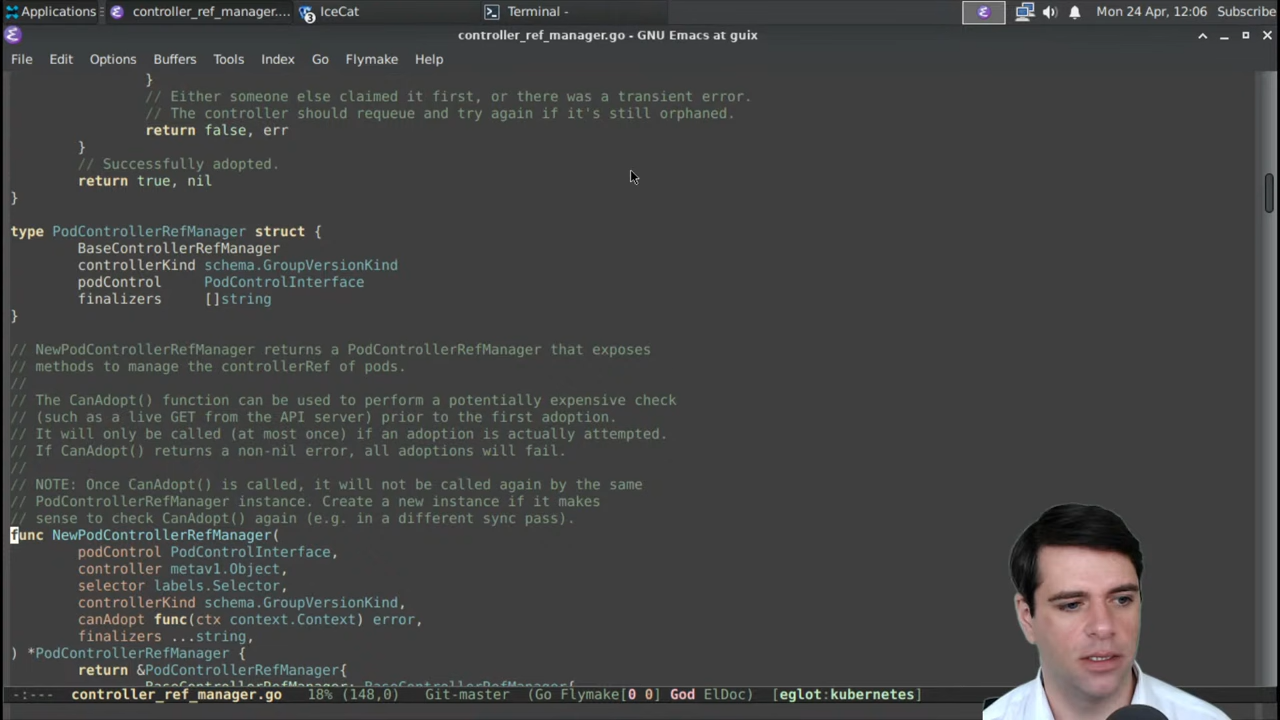 Applications
controller_ref_manager....
3 IceCat
Terminal -
Mon 24 Apr, 12:06 Subscribe
controller_ref_manager.go - GNU Emacs at guix
File Edit Options Buffers Tools Index Go Flymake Help
}
// Either someone else claimed it first, or there was a transient error.
// The controller should requeue and try again if it's still orphaned.
return false, err
}
// Successfully adopted.
return true, nil
}
type PodControllerRefManager struct {
BaseControllerRefManager
controllerKind schema.GroupVersionKind
podControl PodControlInterface
finalizers []string
}
// NewPodControllerRefManager returns a PodControllerRefManager that exposes
// methods to manage the controllerRef of pods.
//
// The CanAdopt() function can be used to perform a potentially expensive check
// (such as a live GET from the API server) prior to the first adoption.
// It will only be called (at most once) if an adoption is actually attempted.
// If CanAdopt() returns a non-nil error, all adoptions will fail.
//
// NOTE: Once CanAdopt() is called, it will not be called again by the same
// PodControllerRefManager instance. Create a new instance if it makes
// sense to check CanAdopt() again (e.g. in a different sync pass).
func NewPodControllerRefManager(
podControl PodControlInterface,
controller metav1.Object,
selector labels.Selector,
controllerKind schema.GroupVersionKind,
canAdopt func(ctx context.Context) error,
finalizers ...string,
) *PodControllerRefManager {
return &PodControllerRefManager{
BaseControllerRefManager: BaseControllerRefManager{
-:--- controller_ref_manager.go 18% (148,0) Git-master (Go Flymake[0 0] God ElDoc) [eglot:kubernetes]